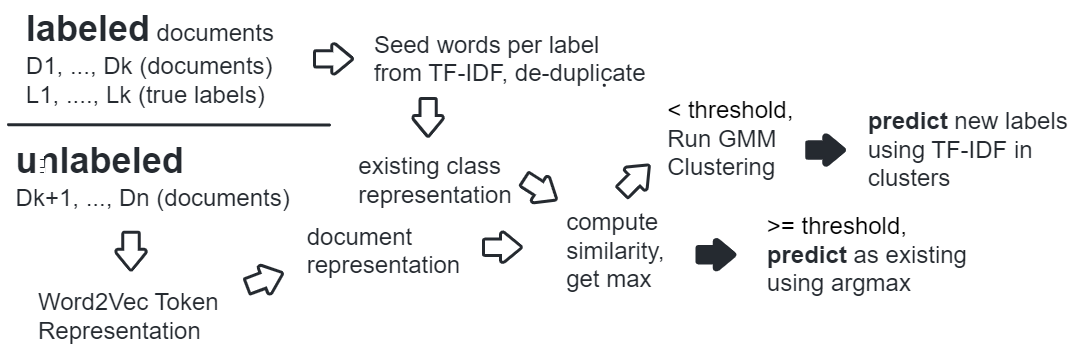 labeled documents
D1, ..., Dk (documents)
L1, ...., Lk (true labels)
Seed words per label
from TF-IDF, de-duplicate
unlabeled
Dk+1, ..., Dn (documents)
existing class
representation
< threshold,
Run GMM
Clustering
predict new labels
using TF-IDF in
clusters
Word2Vec Token
Representation
document
representation
compute
similarity,
get max
>= threshold,
predict as existing
using argmax